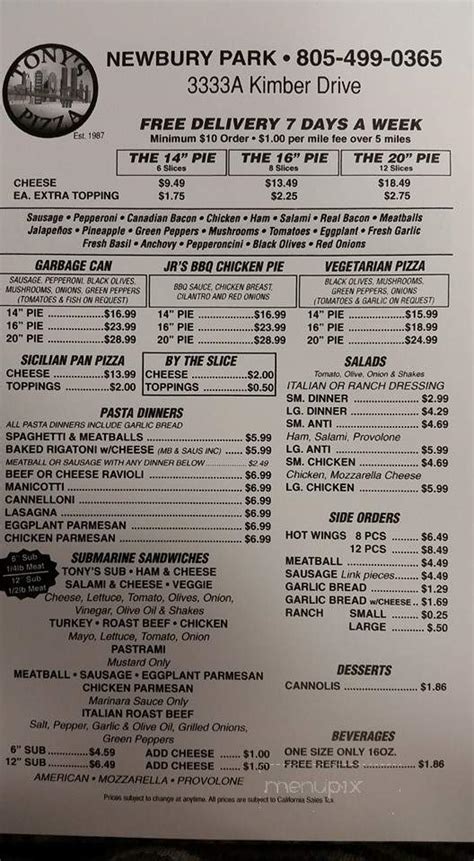 TONY'S PIZZA
Est. 1987
NEWBURY PARK • 805-499-0365
3333A Kimber Drive
FREE DELIVERY 7 DAYS A WEEK
Minimum $10 Order • $1.00 per mile fee over 5 miles
THE 14" PIE THE 16" PIE THE 20" PIE
6 Slices 8 Slices 12 Slices
CHEESE $9.49 $13.49 $18.49
EA. EXTRA TOPPING $1.75 $2.25 $2.75
Sausage • Pepperoni • Canadian Bacon • Chicken • Ham • Salami • Real Bacon • Meatballs
Jalapeños • Pineapple • Green Peppers • Mushrooms • Tomatoes • Eggplant • Fresh Garlic
Fresh Basil • Anchovy • Pepperoncini • Black Olives • Red Onions
GARBAGE CAN
SAUSAGE, PEPPERONI, BLACK OLIVES,
MUSHROOMS, ONIONS, GREEN PEPPERS
(TOMATOES & FISH ON REQUEST)
14" PIE $16.99
16" PIE $23.99
20" PIE $28.99
JR'S BBQ CHICKEN PIE
BBQ SAUCE, CHICKEN BREAST,
CILANTRO AND RED ONIONS
14" PIE $16.99
16" PIE $23.99
20" PIE $28.99
VEGETARIAN PIZZA
BLACK OLIVES, MUSHROOMS,
GREEN PEPPERS, ONIONS
(TOMATOES & GARLIC ON REQUEST)
14" PIE $15.99
16" PIE $18.99
20" PIE $24.99
SICILIAN PAN PIZZA
CHEESE $13.99
TOPPINGS $2.00
BY THE SLICE
CHEESE $2.00
TOPPINGS $0.50
PASTA DINNERS
ALL PASTA DINNERS INCLUDE GARLIC BREAD
SPAGHETTI & MEATBALLS $5.99
BAKED RIGATONI w/CHEESE (MB & SAUS INC) $5.99
MEATBALL OR SAUSAGE WITH ANY DINNER BELOW $2.49
BEEF OR CHEESE RAVIOLI $6.99
MANICOTTI $6.99
CANNELLONI $6.99
LASAGNA $6.99
EGGPLANT PARMESAN $6.99
CHICKEN PARMESAN $6.99
6" Sub
1/4lb Meat
12" Sub
1/2lb Meat
SUBMARINE SANDWICHES
TONY'S SUB • HAM & CHEESE
SALAMI & CHEESE • VEGGIE
Cheese, Lettuce, Tomato, Olives, Onion,
Vinegar, Olive Oil & Shakes
TURKEY • ROAST BEEF • CHICKEN
Mayo, Lettuce, Tomato, Onion
PASTRAMI
Mustard Only
MEATBALL • SAUSAGE • EGGPLANT PARMESAN
CHICKEN PARMESAN
Marinara Sauce Only
ITALIAN ROAST BEEF
Salt, Pepper, Garlic & Olive Oil, Grilled Onions,
Green Peppers
6" SUB $4.59 ADD CHEESE $1.00
12" SUB $6.49 ADD CHEESE $1.50
AMERICAN • MOZZARELLA • PROVOLONE
SALADS
Tomato, Olive, Onion & Shakes
ITALIAN OR RANCH DRESSING
SM. DINNER $2.99
LG. DINNER $4.29
SM. ANTI $4.69
Ham, Salami, Provolone
LG. ANTI $5.99
SM. CHICKEN $4.69
Chicken, Mozzarella Cheese
LG. CHICKEN $5.99
SIDE ORDERS
HOT WINGS 8 PCS $6.49
12 PCS $8.49
MEATBALL $4.49
SAUSAGE Link pieces $4.49
GARLIC BREAD $1.29
GARLIC BREAD w/CHEESE $1.69
RANCH SMALL $0.25
LARGE $.50
DESSERTS
CANNOLIS $1.86
BEVERAGES
ONE SIZE ONLY 16OZ.
FREE REFILLS $1.86
menupix
Prices subject to change at anytime. All prices are subject to California Sales Tax.